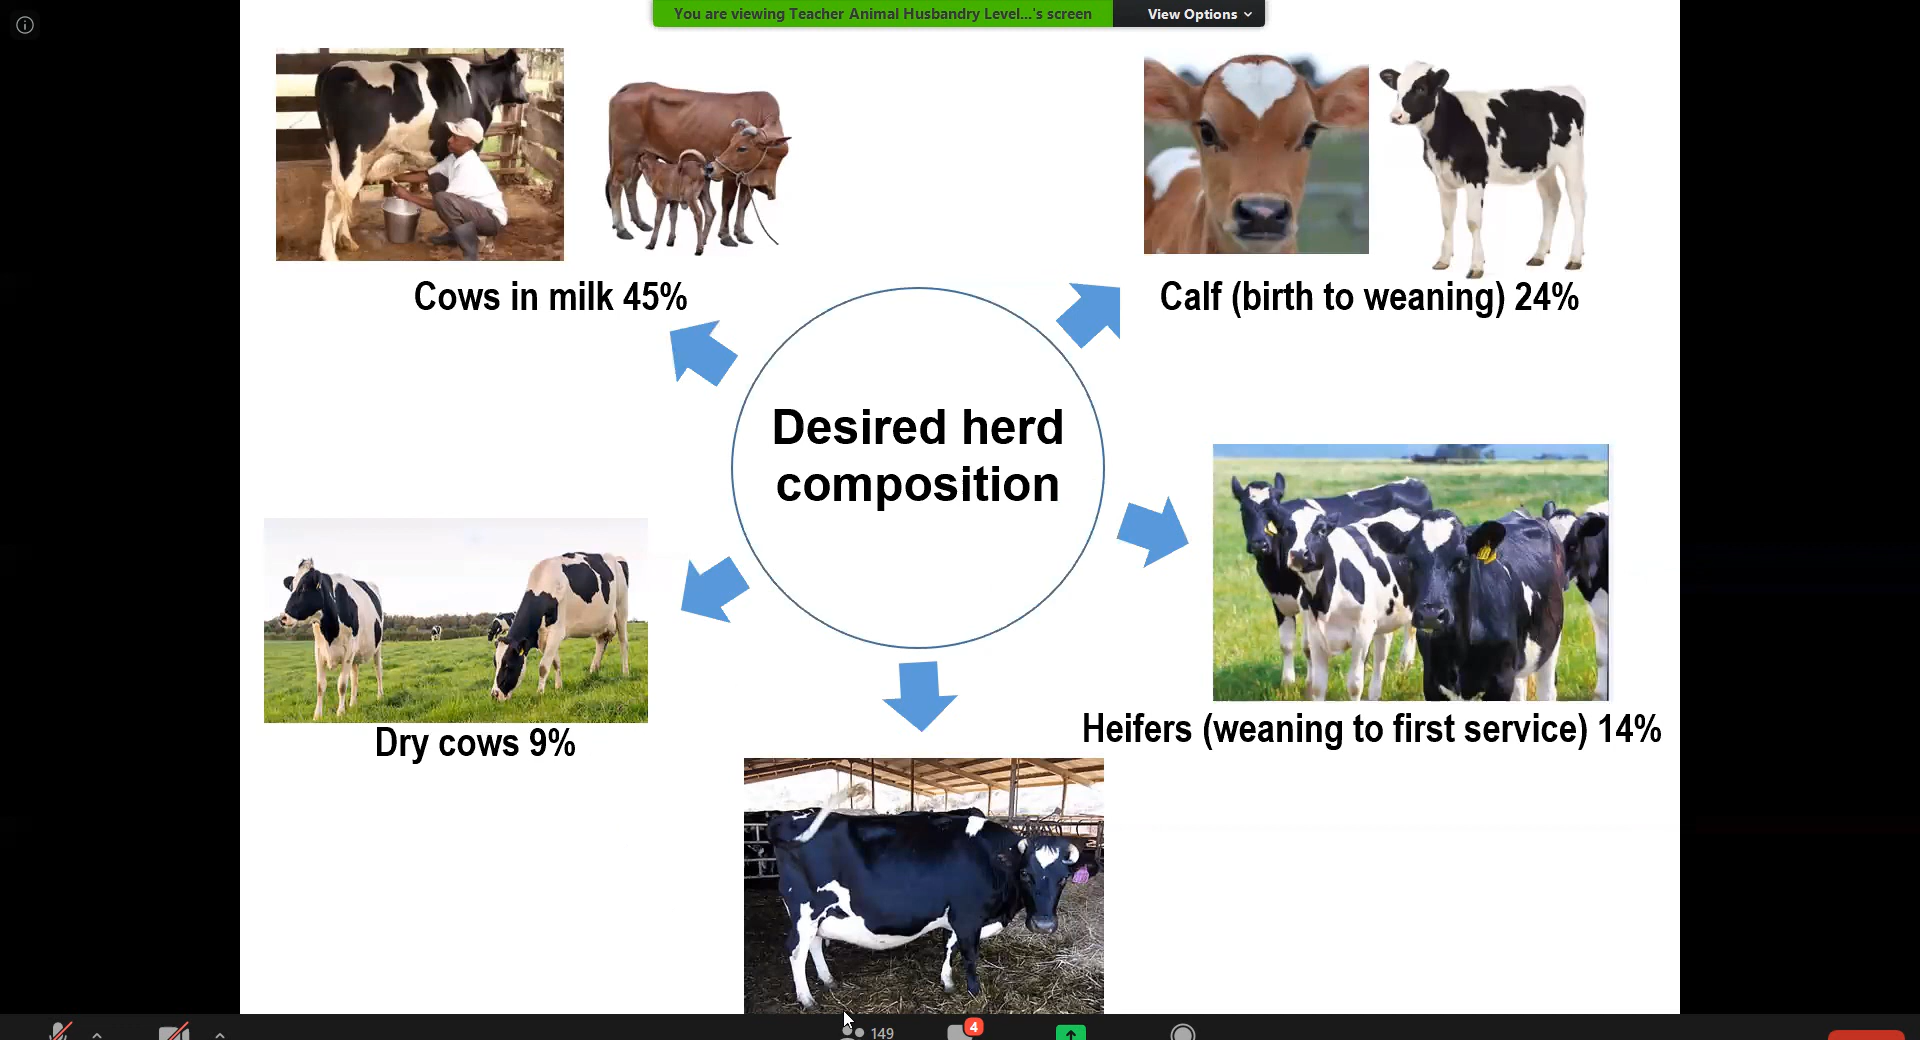 You are viewing Teacher Animal Husbandry Level...'s screen
View Options
Cows in milk 45%
Calf (birth to weaning) 24%
Desired herd
composition
Heifers (weaning to first service) 14%
Dry cows 9%
149
4